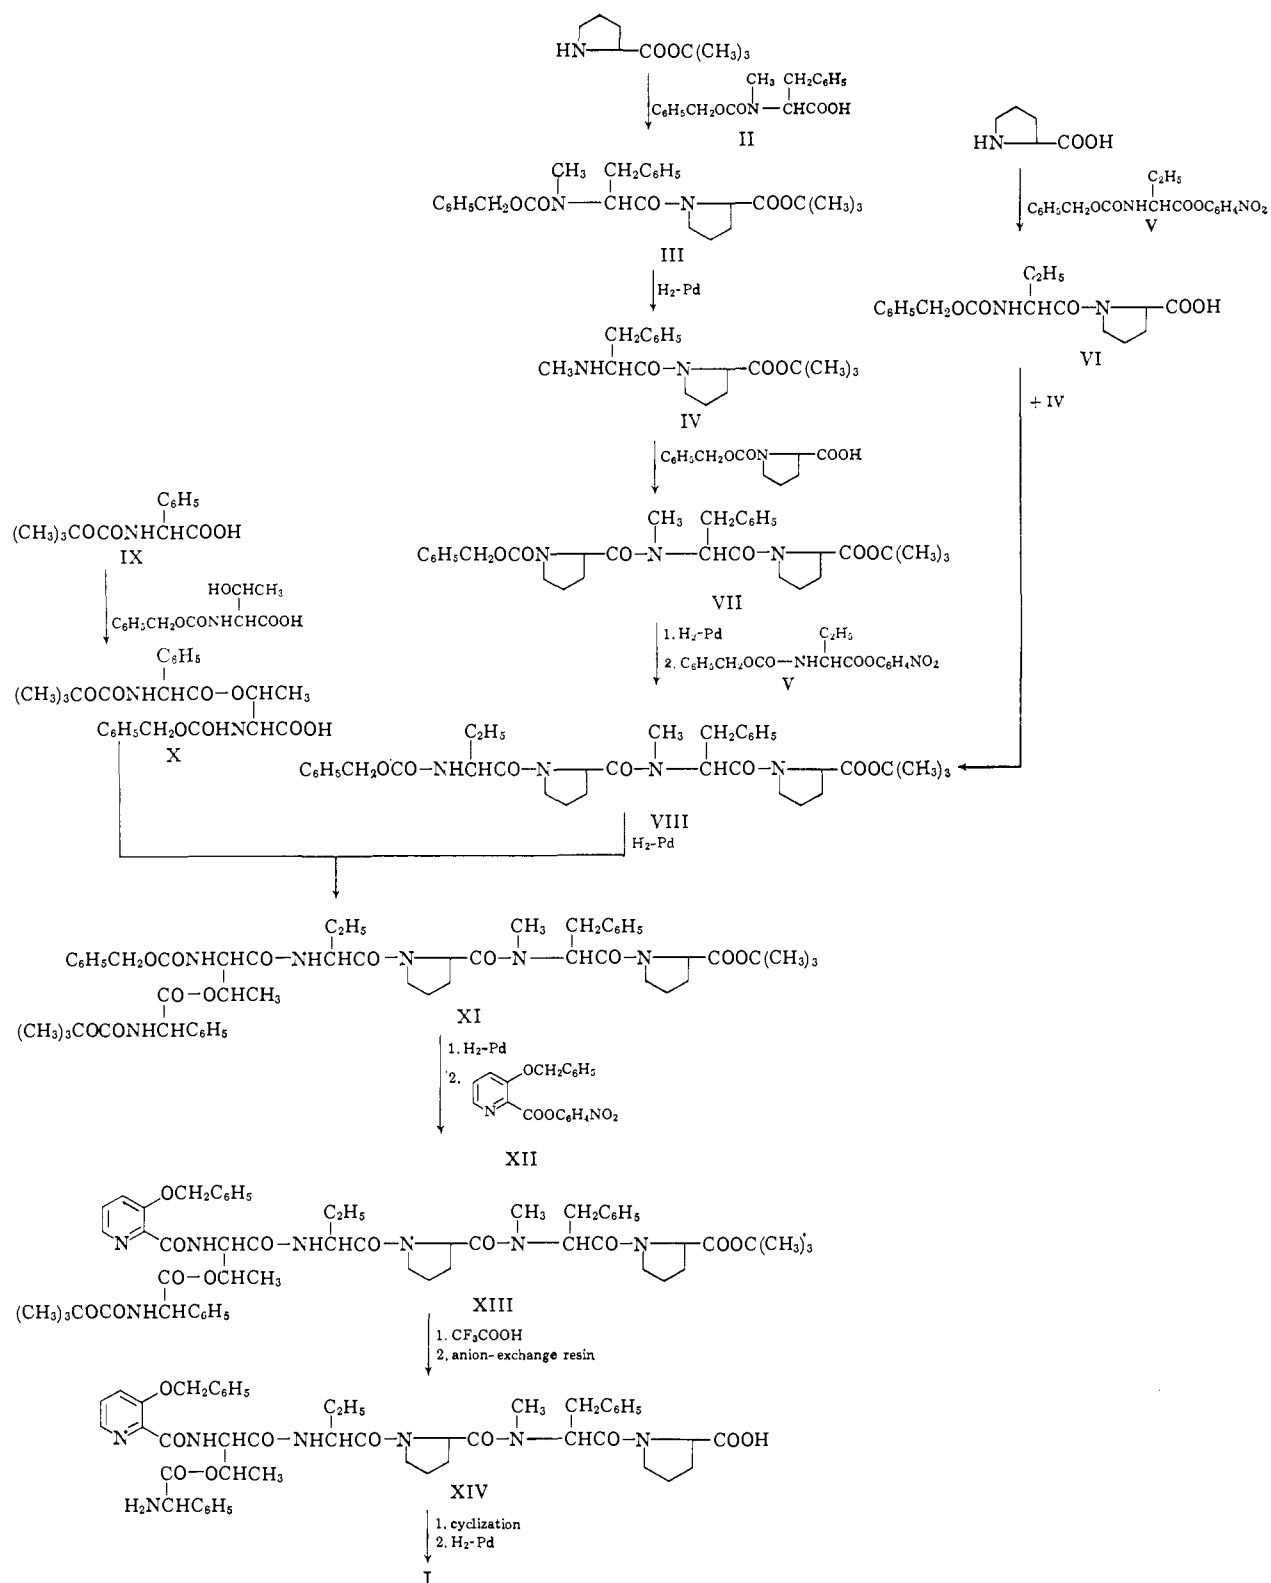 HN COOC(CH₃)₃
CH₃ CH₂C₆H₅
C₆H₅CH₂OCON—CHCOOH
II
HN COOH
C₂H₅
C₆H₅CH₂OCONHCHCOOC₆H₄NO₂
V
CH₃ CH₂C₆H₅
C₆H₅CH₂OCON—CHCO—N COOC(CH₃)₃
III
H₂-Pd
C₂H₅
C₆H₅CH₂OCONHCHCO—N COOH
VI
CH₂C₆H₅
CH₃NHCHCO—N COOC(CH₃)₃
IV
+ IV
C₆H₅CH₂OCON COOH
C₆H₅
(CH₃)₃COCONHCHCOOH
IX
CH₃ CH₂C₆H₅
C₆H₅CH₂OCON CO—N—CHCO—N COOC(CH₃)₃
VII
HOCHCH₃
C₆H₅CH₂OCONHCHCOOH
1. H₂-Pd
C₂H₅
2. C₆H₅CH₂OCO—NHCHCOOC₆H₄NO₂
V
C₆H₅
(CH₃)₃COCONHCHCO—OCHCH₃
C₆H₅CH₂OCOHNCHCOOH
X
C₂H₅ CH₃ CH₂C₆H₅
C₆H₅CH₂OCO—NHCHCO—N CO—N—CHCO—N COOC(CH₃)₃
VIII
H₂-Pd
C₂H₅ CH₃ CH₂C₆H₅
C₆H₅CH₂OCONHCHCO—NHCHCO—N CO—N—CHCO—N COOC(CH₃)₃
CO—OCHCH₃
(CH₃)₃COCONHCHC₆H₅
XI
1. H₂-Pd
2.
OCH₂C₆H₅
N COOC₆H₄NO₂
XII
OCH₂C₆H₅
C₂H₅ CH₃ CH₂C₆H₅
N CONHCHCO—NHCHCO—N CO—N—CHCO—N COOC(CH₃)₃
CO—OCHCH₃
(CH₃)₃COCONHCHC₆H₅
XIII
1. CF₃COOH
2. anion-exchange resin
OCH₂C₆H₅
C₂H₅ CH₃ CH₂C₆H₅
N CONHCHCO—NHCHCO—N CO—N—CHCO—N COOH
CO—OCHCH₃
H₂NCHC₆H₅
XIV
1. cyclization
2. H₂-Pd
I